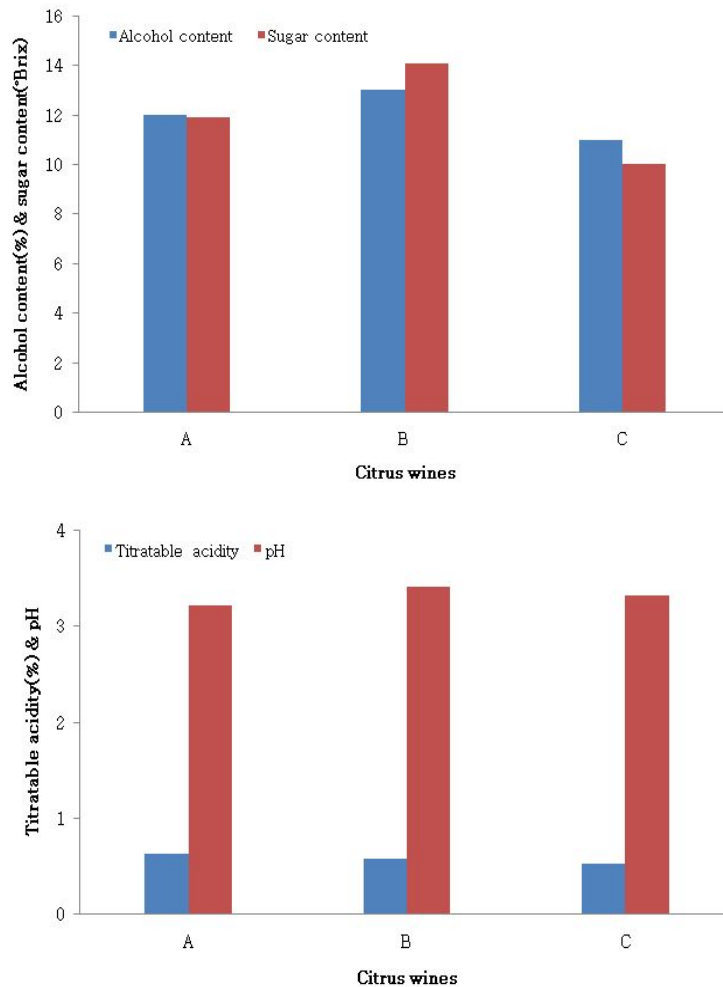 16
Alcohol content Sugar content
14
12
10
8
6
4
2
0
A B C
Citrus wines
Alcohol content(%) & sugar content(°Brix)
4
Titratable acidity pH
3
2
1
0
A B C
Citrus wines
Titratable acidity(%) & pH